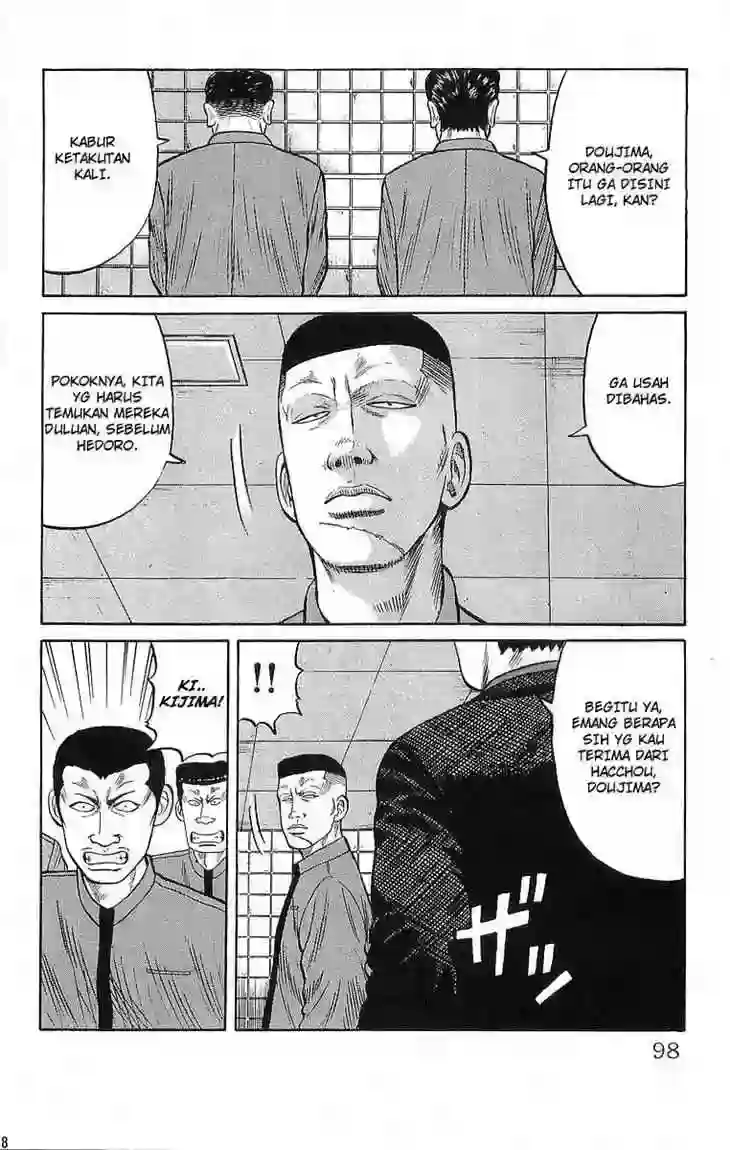 DOUJIMA,
ORANG-ORANG
ITU GA DISINI
LAGI, KAN?
KABUR
KETAKUTAN
KALI.
GA USAH
DIBAHAS.
POKOKNYA, KITA
YG HARUS
TEMUKAN MEREKA
DULUAN, SEBELUM
HEDORO.
BEGITU YA,
EMANG BERAPA
SIH YG KAU
TERIMA DARI
HACCHOU,
DOUJIMA?
ザッ
!!
KI..
KIJIMA!
98
8